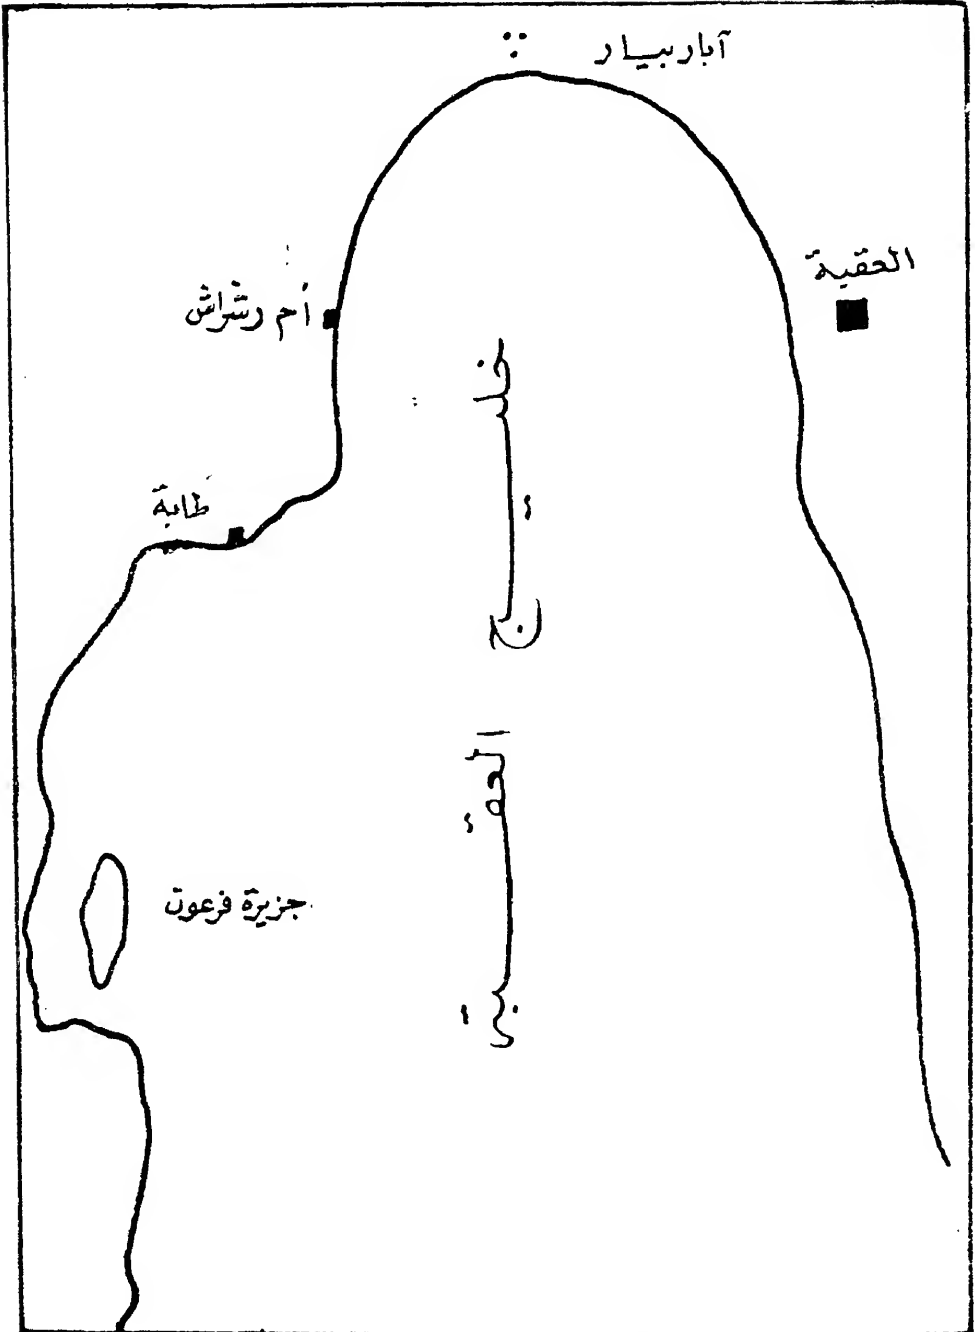 آبار بيار
العقبة
أم رشراش
طابة
خليج
العقبة
جزيرة فرعون